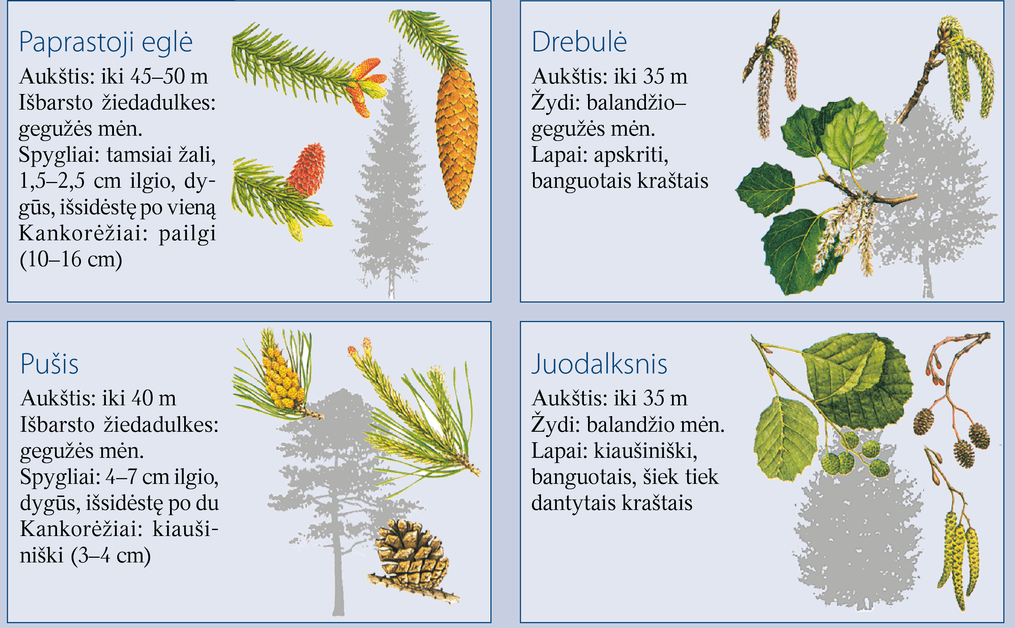 Paprastoji eglė
Aukštis: iki 45–50 m
Išbarsto žiedadulkes:
gegužės mėn.
Spygliai: tamsiai žali,
1,5–2,5 cm ilgio, dy-
gūs, išsidėstę po vieną
Kankorėžiai: pailgi
(10–16 cm)
Drebulė
Aukštis: iki 35 m
Žydi: balandžio–
gegužės mėn.
Lapai: apskriti,
banguotais kraštais
Pušis
Aukštis: iki 40 m
Išbarsto žiedadulkes:
gegužės mėn.
Spygliai: 4–7 cm ilgio,
dygūs, išsidėstę po du
Kankorėžiai: kiauši-
niški (3–4 cm)
Juodalksnis
Aukštis: iki 35 m
Žydi: balandžio mėn.
Lapai: kiaušiniški,
banguotais, šiek tiek
dantytais kraštais